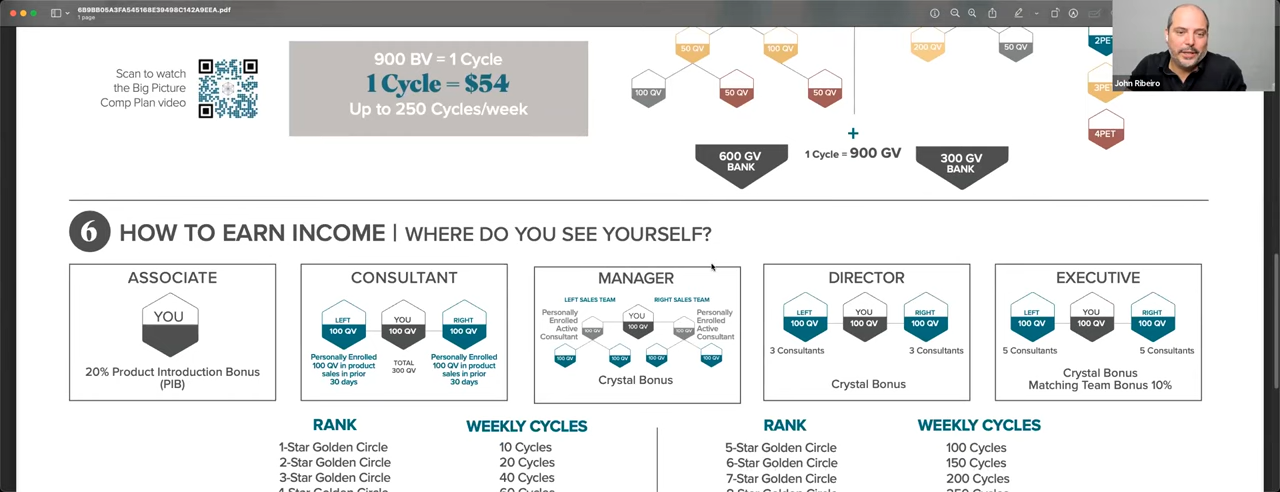 6B9BB05A3FA545168E39498C142A9EEA.pdf
1 page
Scan to watch
the Big Picture
Comp Plan video
900 BV = 1 Cycle
1 Cycle = $54
Up to 250 Cycles/week
50 QV
100 QV
100 QV
50 QV
50 QV
200 QV
50 QV
+
600 GV
BANK
1 Cycle = 900 GV
300 GV
BANK
2PET
3PET
4PET
John Ribeiro
6 HOW TO EARN INCOME | WHERE DO YOU SEE YOURSELF?
ASSOCIATE
YOU
20% Product Introduction Bonus
(PIB)
CONSULTANT
LEFT
100 QV
YOU
100 QV
RIGHT
100 QV
Personally Enrolled
100 QV in product
sales in prior
30 days
TOTAL
300 QV
Personally Enrolled
100 QV in product
sales in prior
30 days
MANAGER
LEFT SALES TEAM
RIGHT SALES TEAM
Personally
Enrolled
Active
Consultant
100 QV
YOU
100 QV
100 QV
Personally
Enrolled
Active
Consultant
100 QV
100 QV
100 QV
100 QV
Crystal Bonus
DIRECTOR
LEFT
100 QV
YOU
100 QV
RIGHT
100 QV
3 Consultants
3 Consultants
Crystal Bonus
EXECUTIVE
LEFT
100 QV
YOU
100 QV
RIGHT
100 QV
5 Consultants
5 Consultants
Crystal Bonus
Matching Team Bonus 10%
RANK
WEEKLY CYCLES
1-Star Golden Circle
10 Cycles
2-Star Golden Circle
20 Cycles
3-Star Golden Circle
40 Cycles
RANK
WEEKLY CYCLES
5-Star Golden Circle
100 Cycles
6-Star Golden Circle
150 Cycles
7-Star Golden Circle
200 Cycles